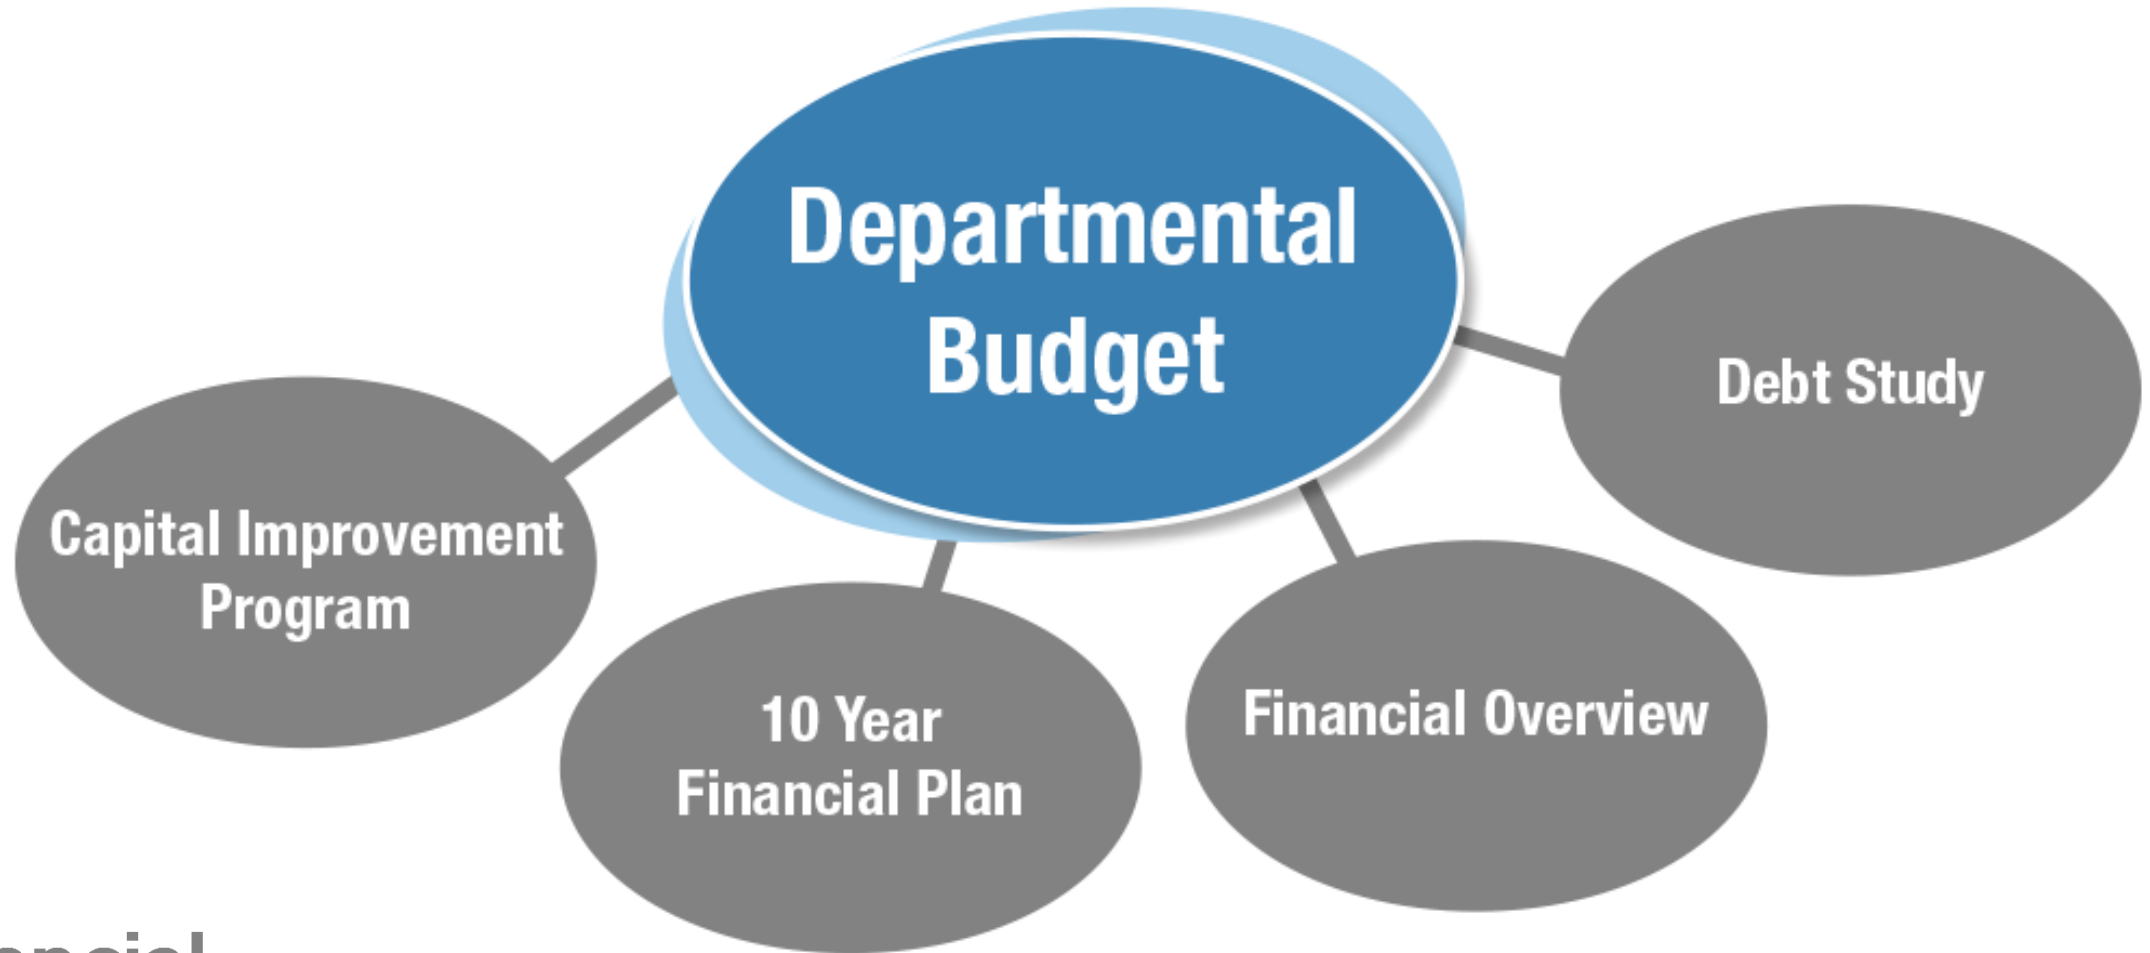 Departmental
Budget
Debt Study
Capital Improvement
Program
10 Year
Financial Plan
Financial Overview